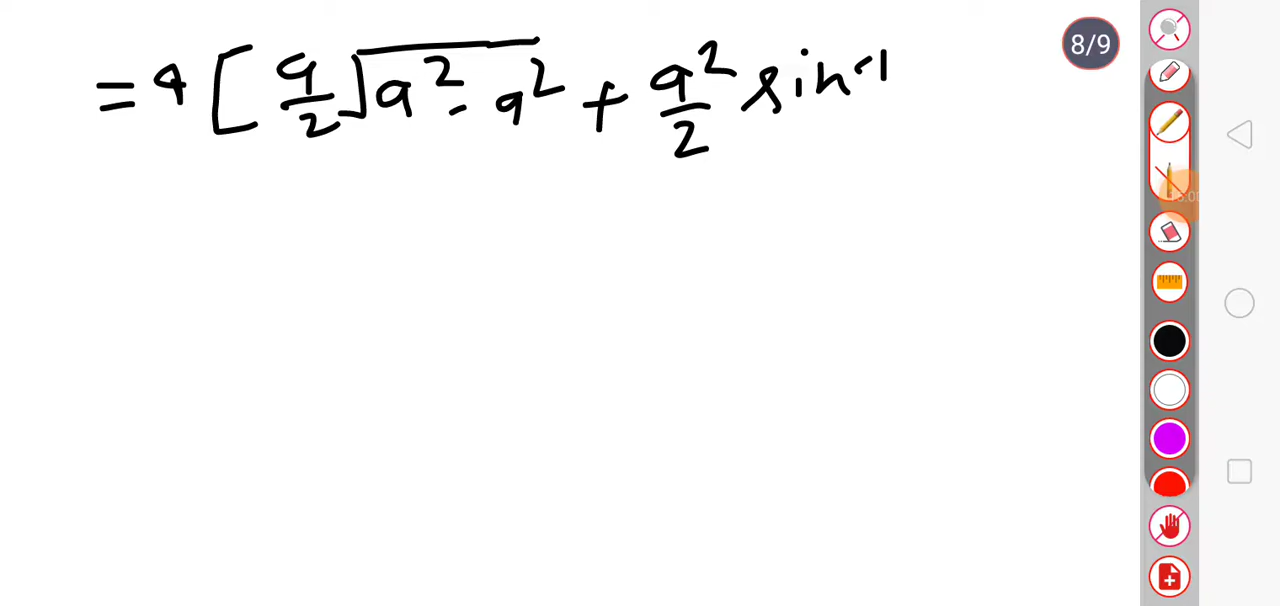 = 4 [ a/2 √a² - a² + a²/2 sin⁻¹
8/9